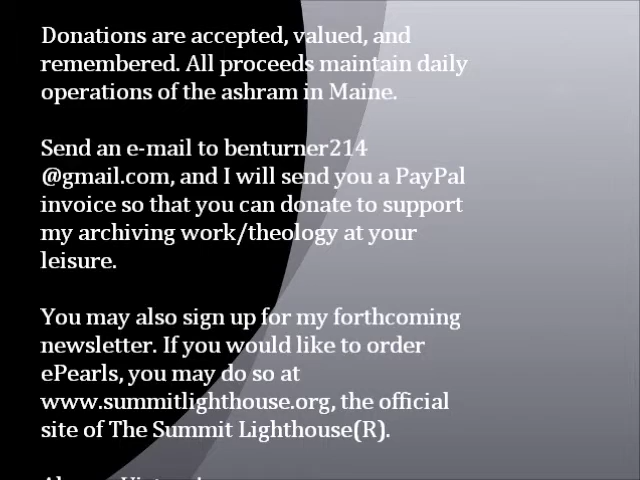 Donations are accepted, valued, and
remembered. All proceeds maintain daily
operations of the ashram in Maine.
Send an e-mail to benturner214
@gmail.com, and I will send you a PayPal
invoice so that you can donate to support
my archiving work/theology at your
leisure.
You may also sign up for my forthcoming
newsletter. If you would like to order
ePearls, you may do so at
www.summitlighthouse.org, the official
site of The Summit Lighthouse(R).